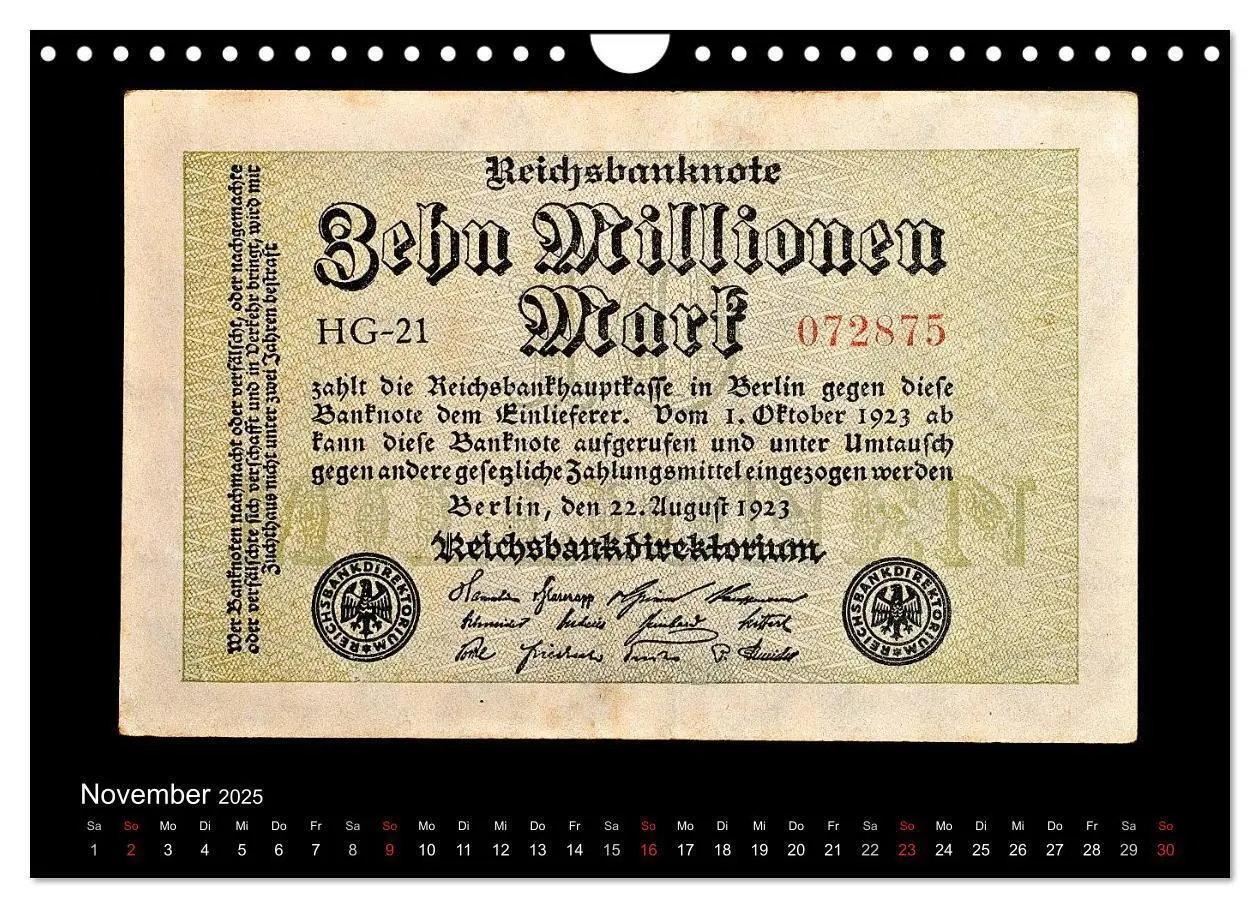 Reichsbanknote
Zehn Millionen
Mark
HG-21
072875
zahlt die Reichsbankhauptkasse in Berlin gegen diese
Banknote dem Einlieferer. Vom 1. Oktober 1923 ab
kann diese Banknote aufgerufen und unter Umtausch
gegen andere gesetzliche Zahlungsmittel eingezogen werden
Berlin, den 22. August 1923
Reichsbankdirektorium
Wer Banknoten nachmacht oder verfälscht, oder nachgemachte
oder verfälschte sich verschafft und in Verkehr bringt, wird mit
Zuchthaus nicht unter zwei Jahren bestraft
REICHSBANKDIREKTORIUM
REICHSBANKDIREKTORIUM
November 2025
Sa So Mo Di Mi Do Fr Sa So Mo Di Mi Do Fr Sa So Mo Di Mi Do Fr Sa So Mo Di Mi Do Fr Sa So
1 2 3 4 5 6 7 8 9 10 11 12 13 14 15 16 17 18 19 20 21 22 23 24 25 26 27 28 29 30